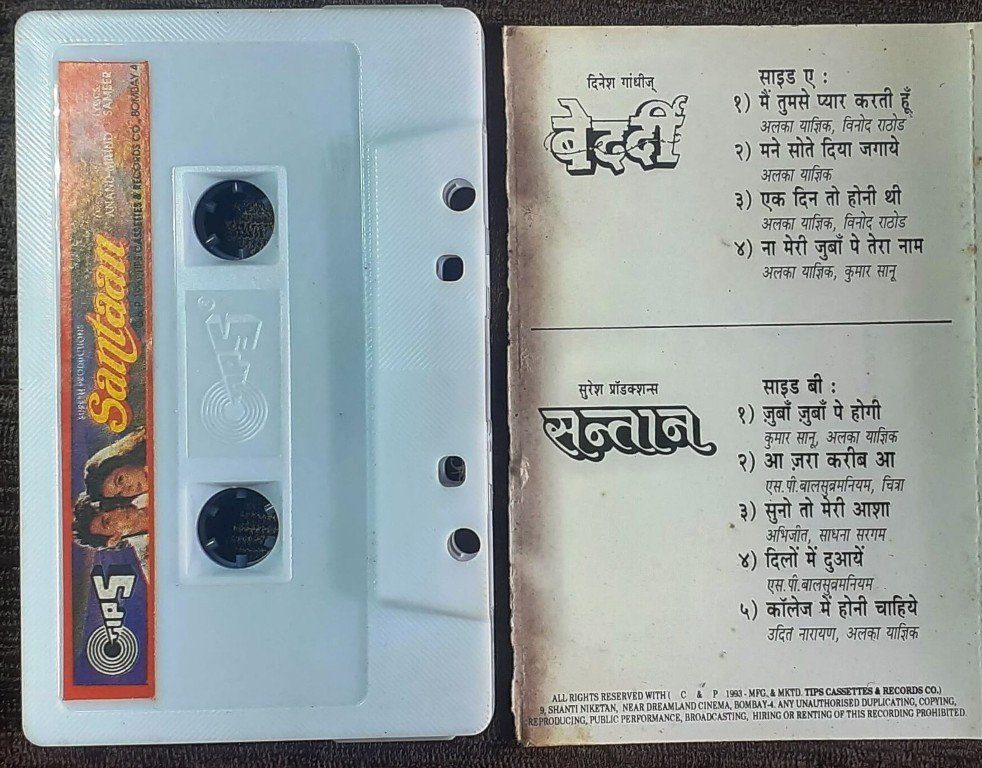 SURESH PRODUCTIONS
Santaan
ANAND MILIND
SAMEER
CASSETTES & RECORDS CO., BOMBAY 4
TIPS
TIPS
दिनेश गांधीज्
बेदर्दी
साइड ए :
१) मैं तुमसे प्यार करती हूँ
अलका याज्ञिक, विनोद राठोड
२) मने सोते दिया जगाये
अलका याज्ञिक
३) एक दिन तो होनी थी
अलका याज्ञिक, विनोद राठोड
४) ना मेरी जुबाँ पे तेरा नाम
अलका याज्ञिक, कुमार सानू
सुरेश प्रॉडक्शन्स
सन्तान
साइड बी :
१) ज़ुबाँ ज़ुबाँ पे होगी
कुमार सानू, अलका याज्ञिक
२) आ ज़रा करीब आ
एस.पी.बालसुब्रमनियम, चित्रा
३) सुनो तो मेरी आशा
अभिजीत, साधना सरगम
४) दिलों में दुआयें
एस.पी.बालसुब्रमनियम
५) कॉलेज में होनी चाहिये
उदित नारायण, अलका याज्ञिक
ALL RIGHTS RESERVED WITH ( C & P 1993 - MFG, & MKTD. TIPS CASSETTES & RECORDS CO.)
9, SHANTI NIKETAN, NEAR DREAMLAND CINEMA, BOMBAY-4. ANY UNAUTHORISED DUPLICATING, COPYING,
REPRODUCING, PUBLIC PERFORMANCE, BROADCASTING, HIRING OR RENTING OF THIS RECORDING PROHIBITED.